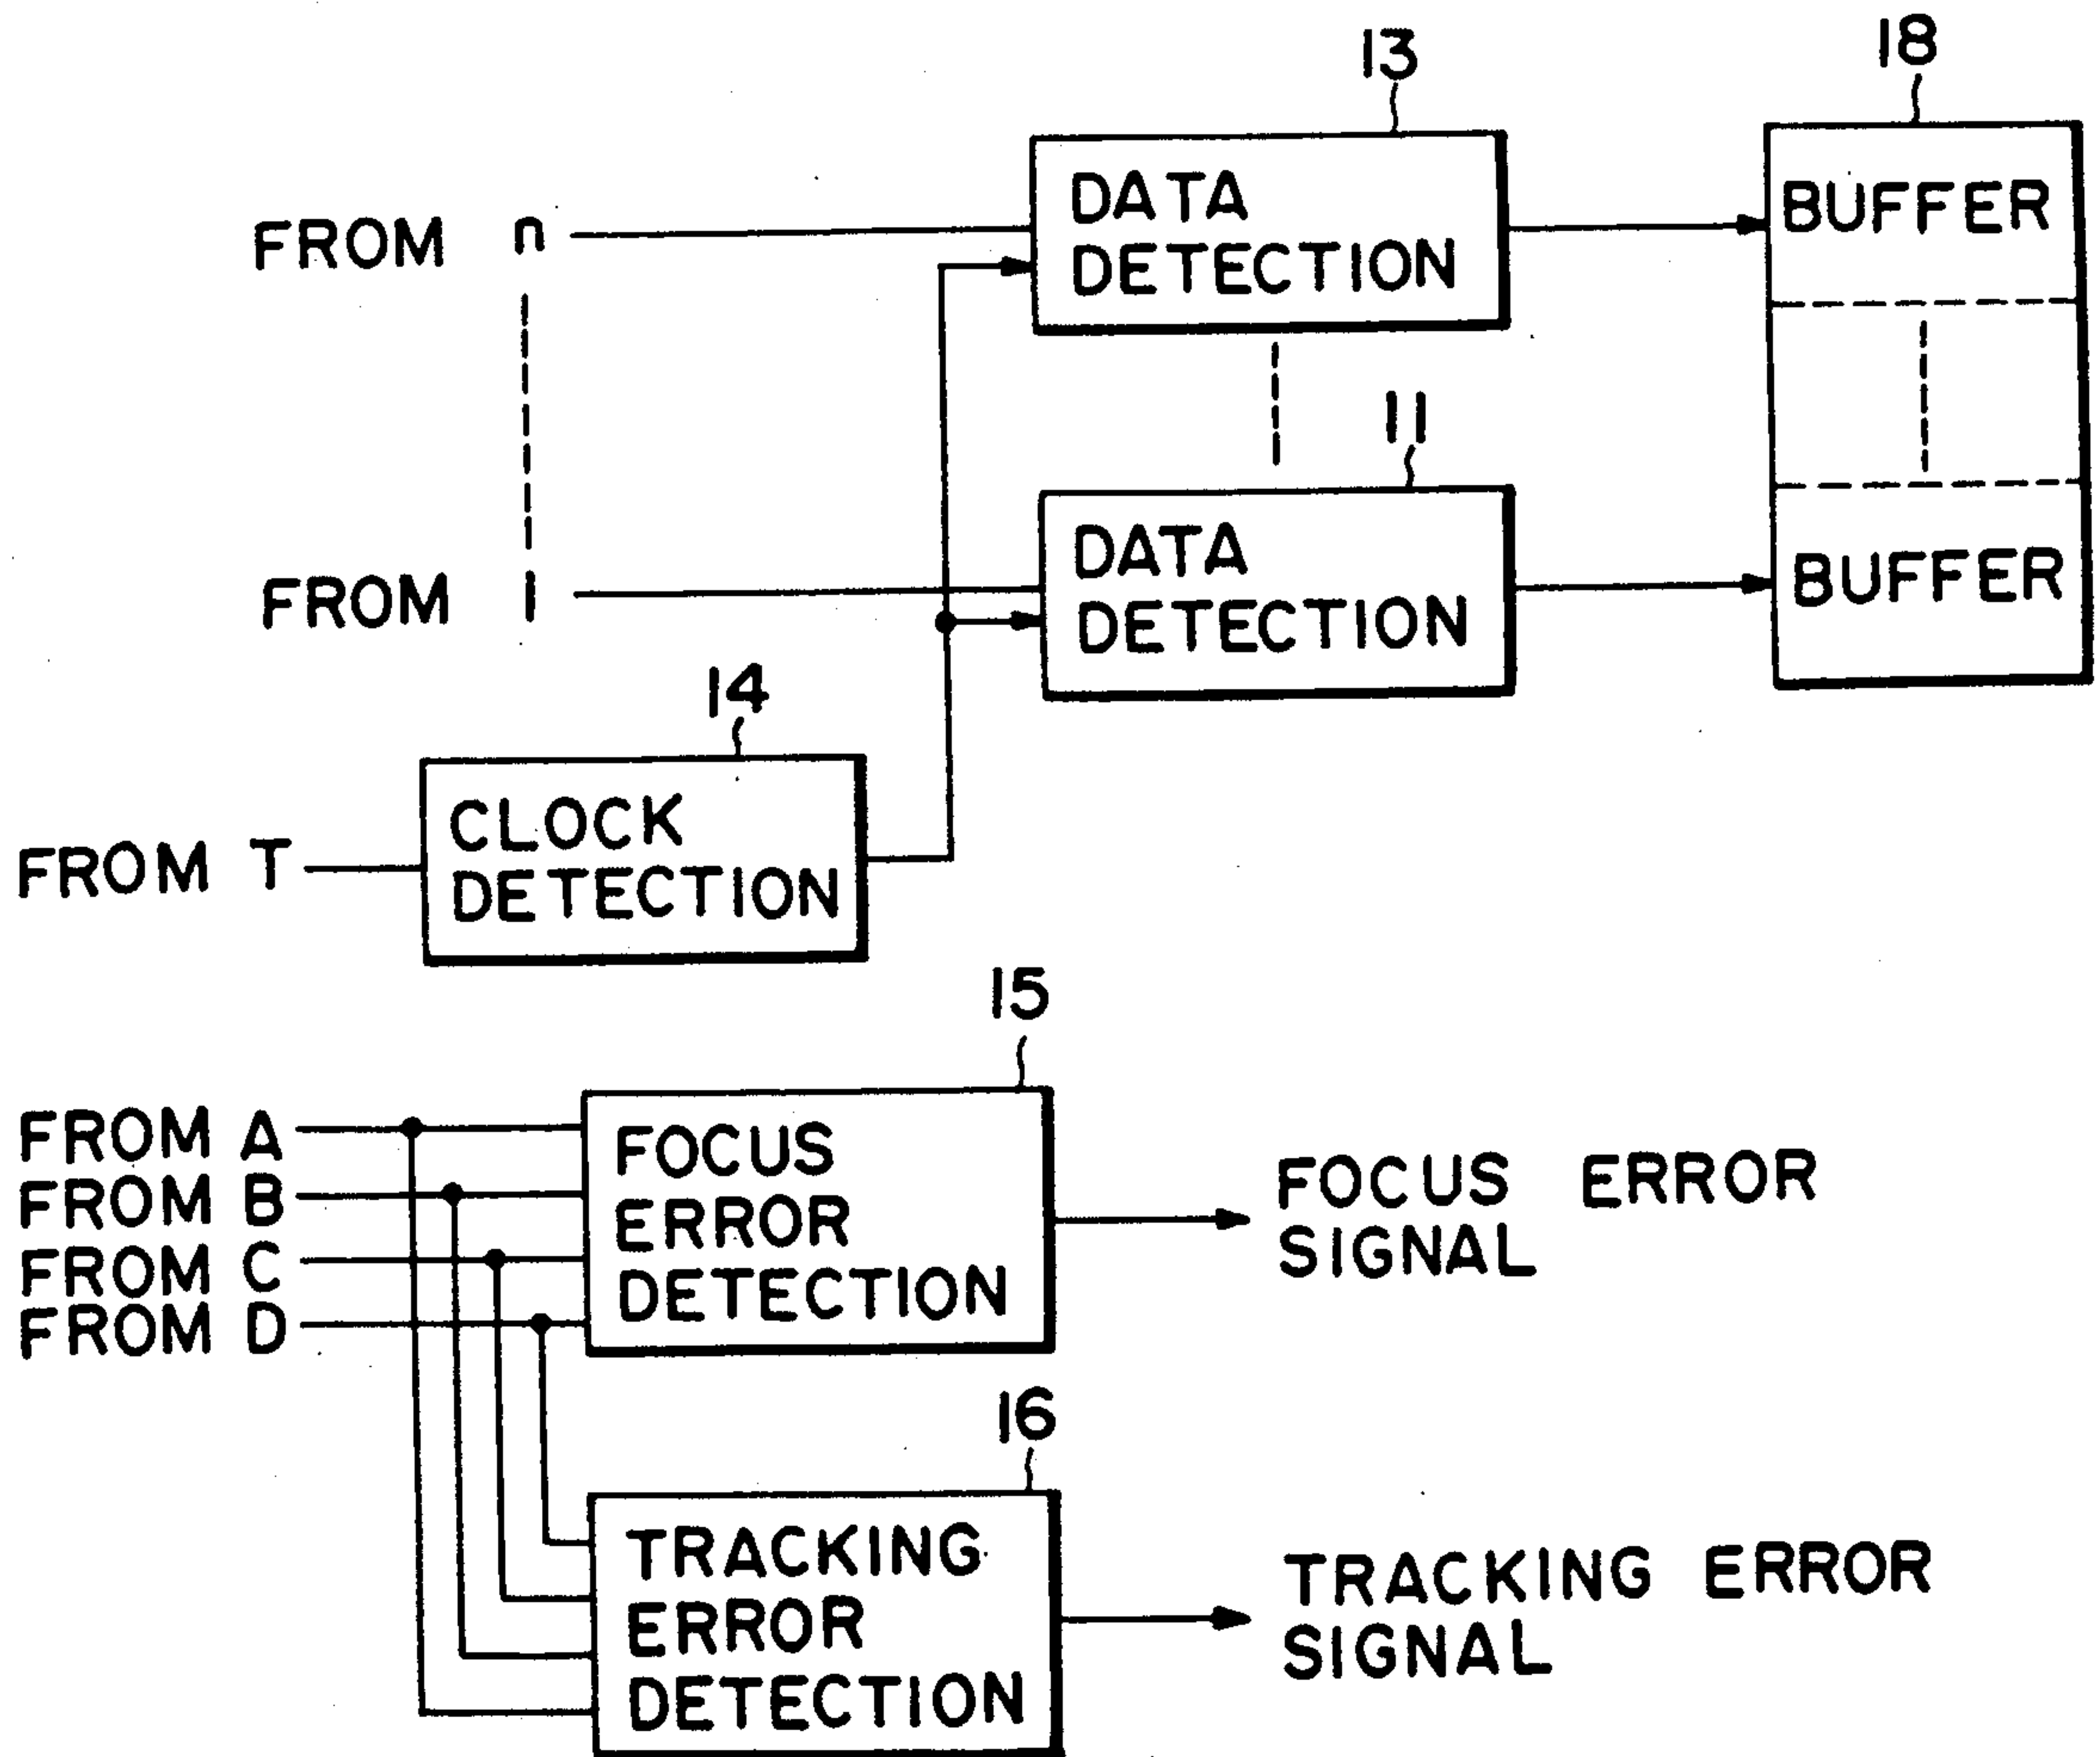 13
18
FROM n
DATA
DETECTION
BUFFER
11
FROM 1
DATA
DETECTION
BUFFER
14
FROM T
CLOCK
DETECTION
15
FROM A
FROM B
FROM C
FROM D
FOCUS
ERROR
DETECTION
FOCUS ERROR
SIGNAL
16
TRACKING
ERROR
DETECTION
TRACKING ERROR
SIGNAL